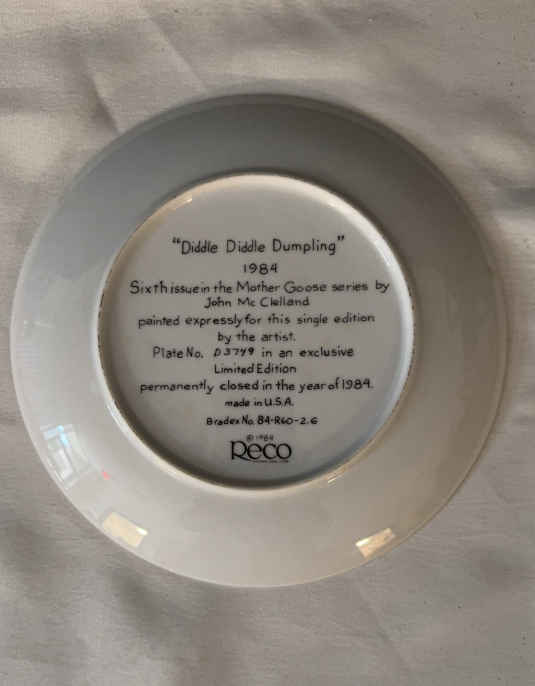 "Diddle Diddle Dumpling"
1984
Sixth issue in the Mother Goose series by
John McClelland
painted expressly for this single edition
by the artist.
Plate No. D3749 in an exclusive
Limited Edition
permanently closed in the year of 1984.
made in U.S.A.
Bradex No. 84-R60-2.6
© 1984
Reco